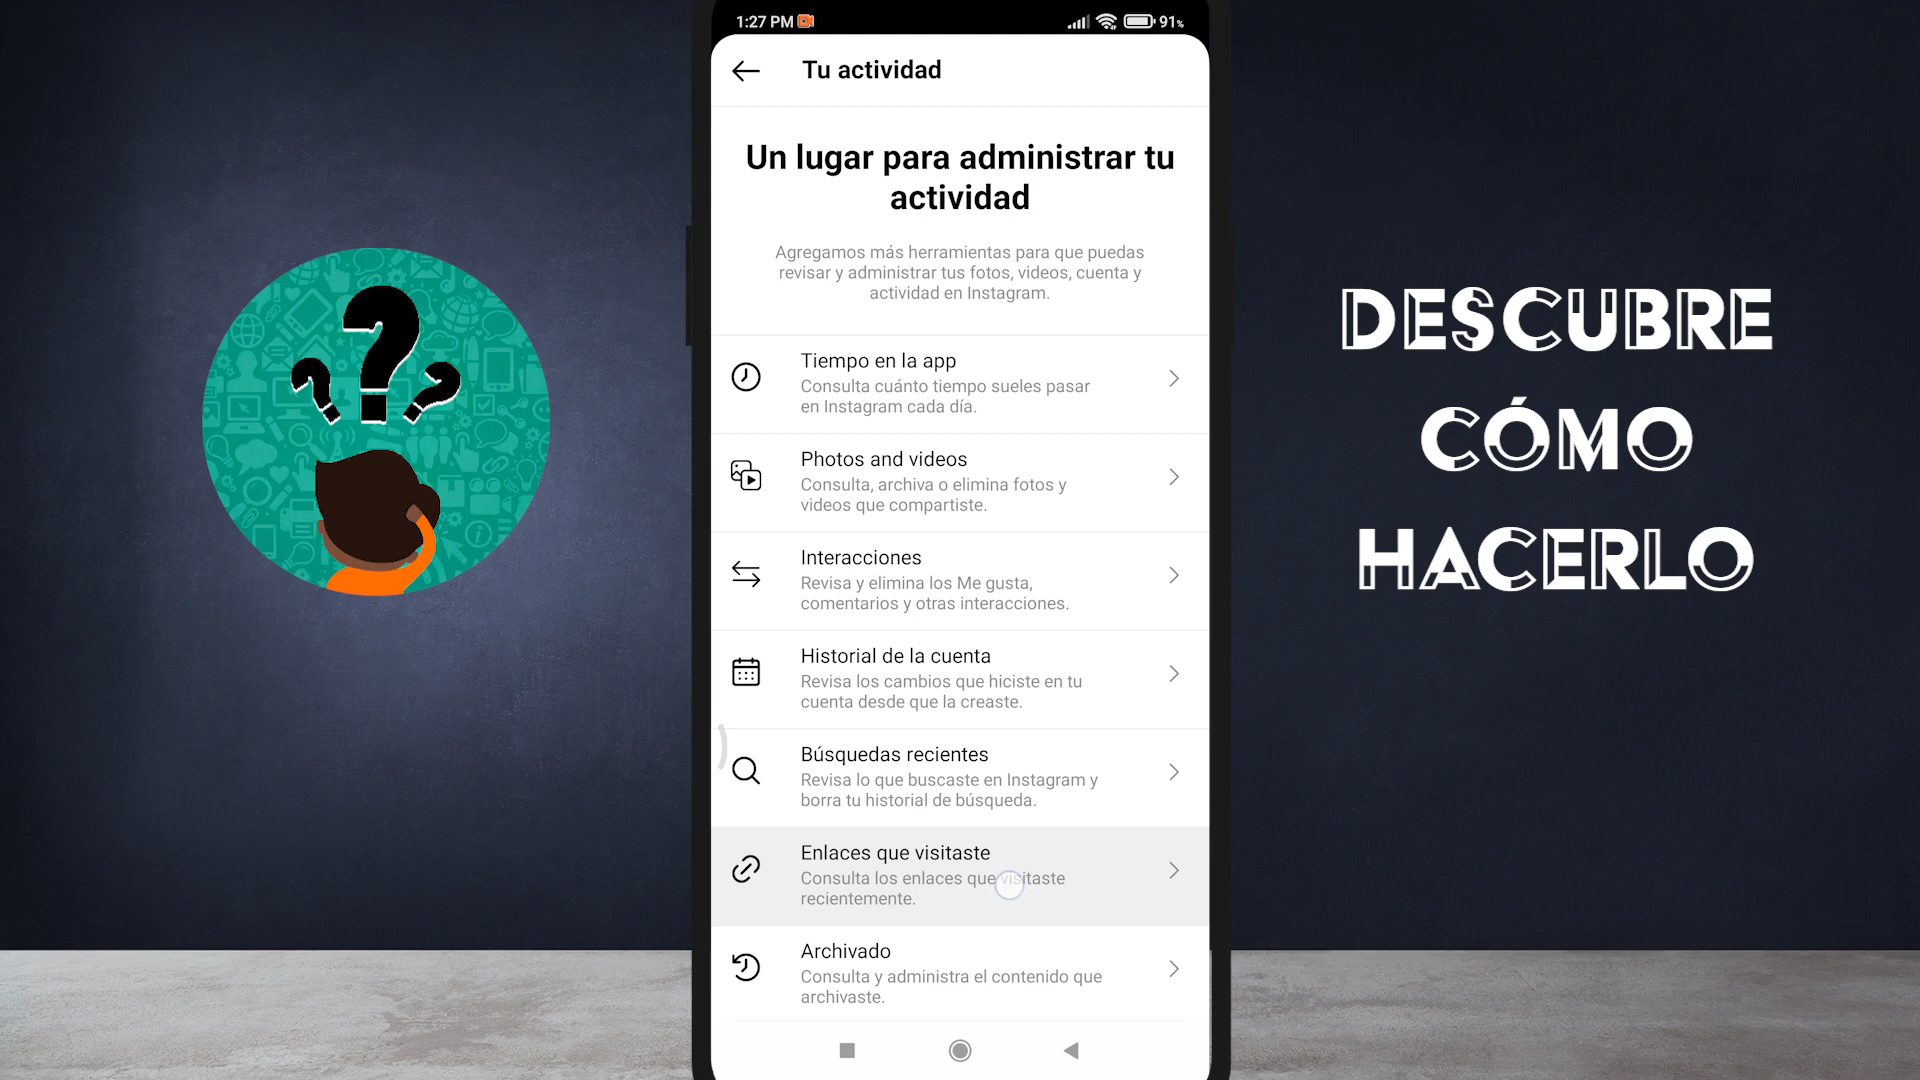 1:27 PM
91%
Tu actividad
Un lugar para administrar tu
actividad
Agregamos más herramientas para que puedas
revisar y administrar tus fotos, videos, cuenta y
actividad en Instagram.
Tiempo en la app
Consulta cuánto tiempo sueles pasar
en Instagram cada día.
Photos and videos
Consulta, archiva o elimina fotos y
videos que compartiste.
Interacciones
Revisa y elimina los Me gusta,
comentarios y otras interacciones.
Historial de la cuenta
Revisa los cambios que hiciste en tu
cuenta desde que la creaste.
Búsquedas recientes
Revisa lo que buscaste en Instagram y
borra tu historial de búsqueda.
Enlaces que visitaste
Consulta los enlaces que visitaste
recientemente.
Archivado
Consulta y administra el contenido que
archivaste.
???
DESCUBRE
CÓMO
HACERLO